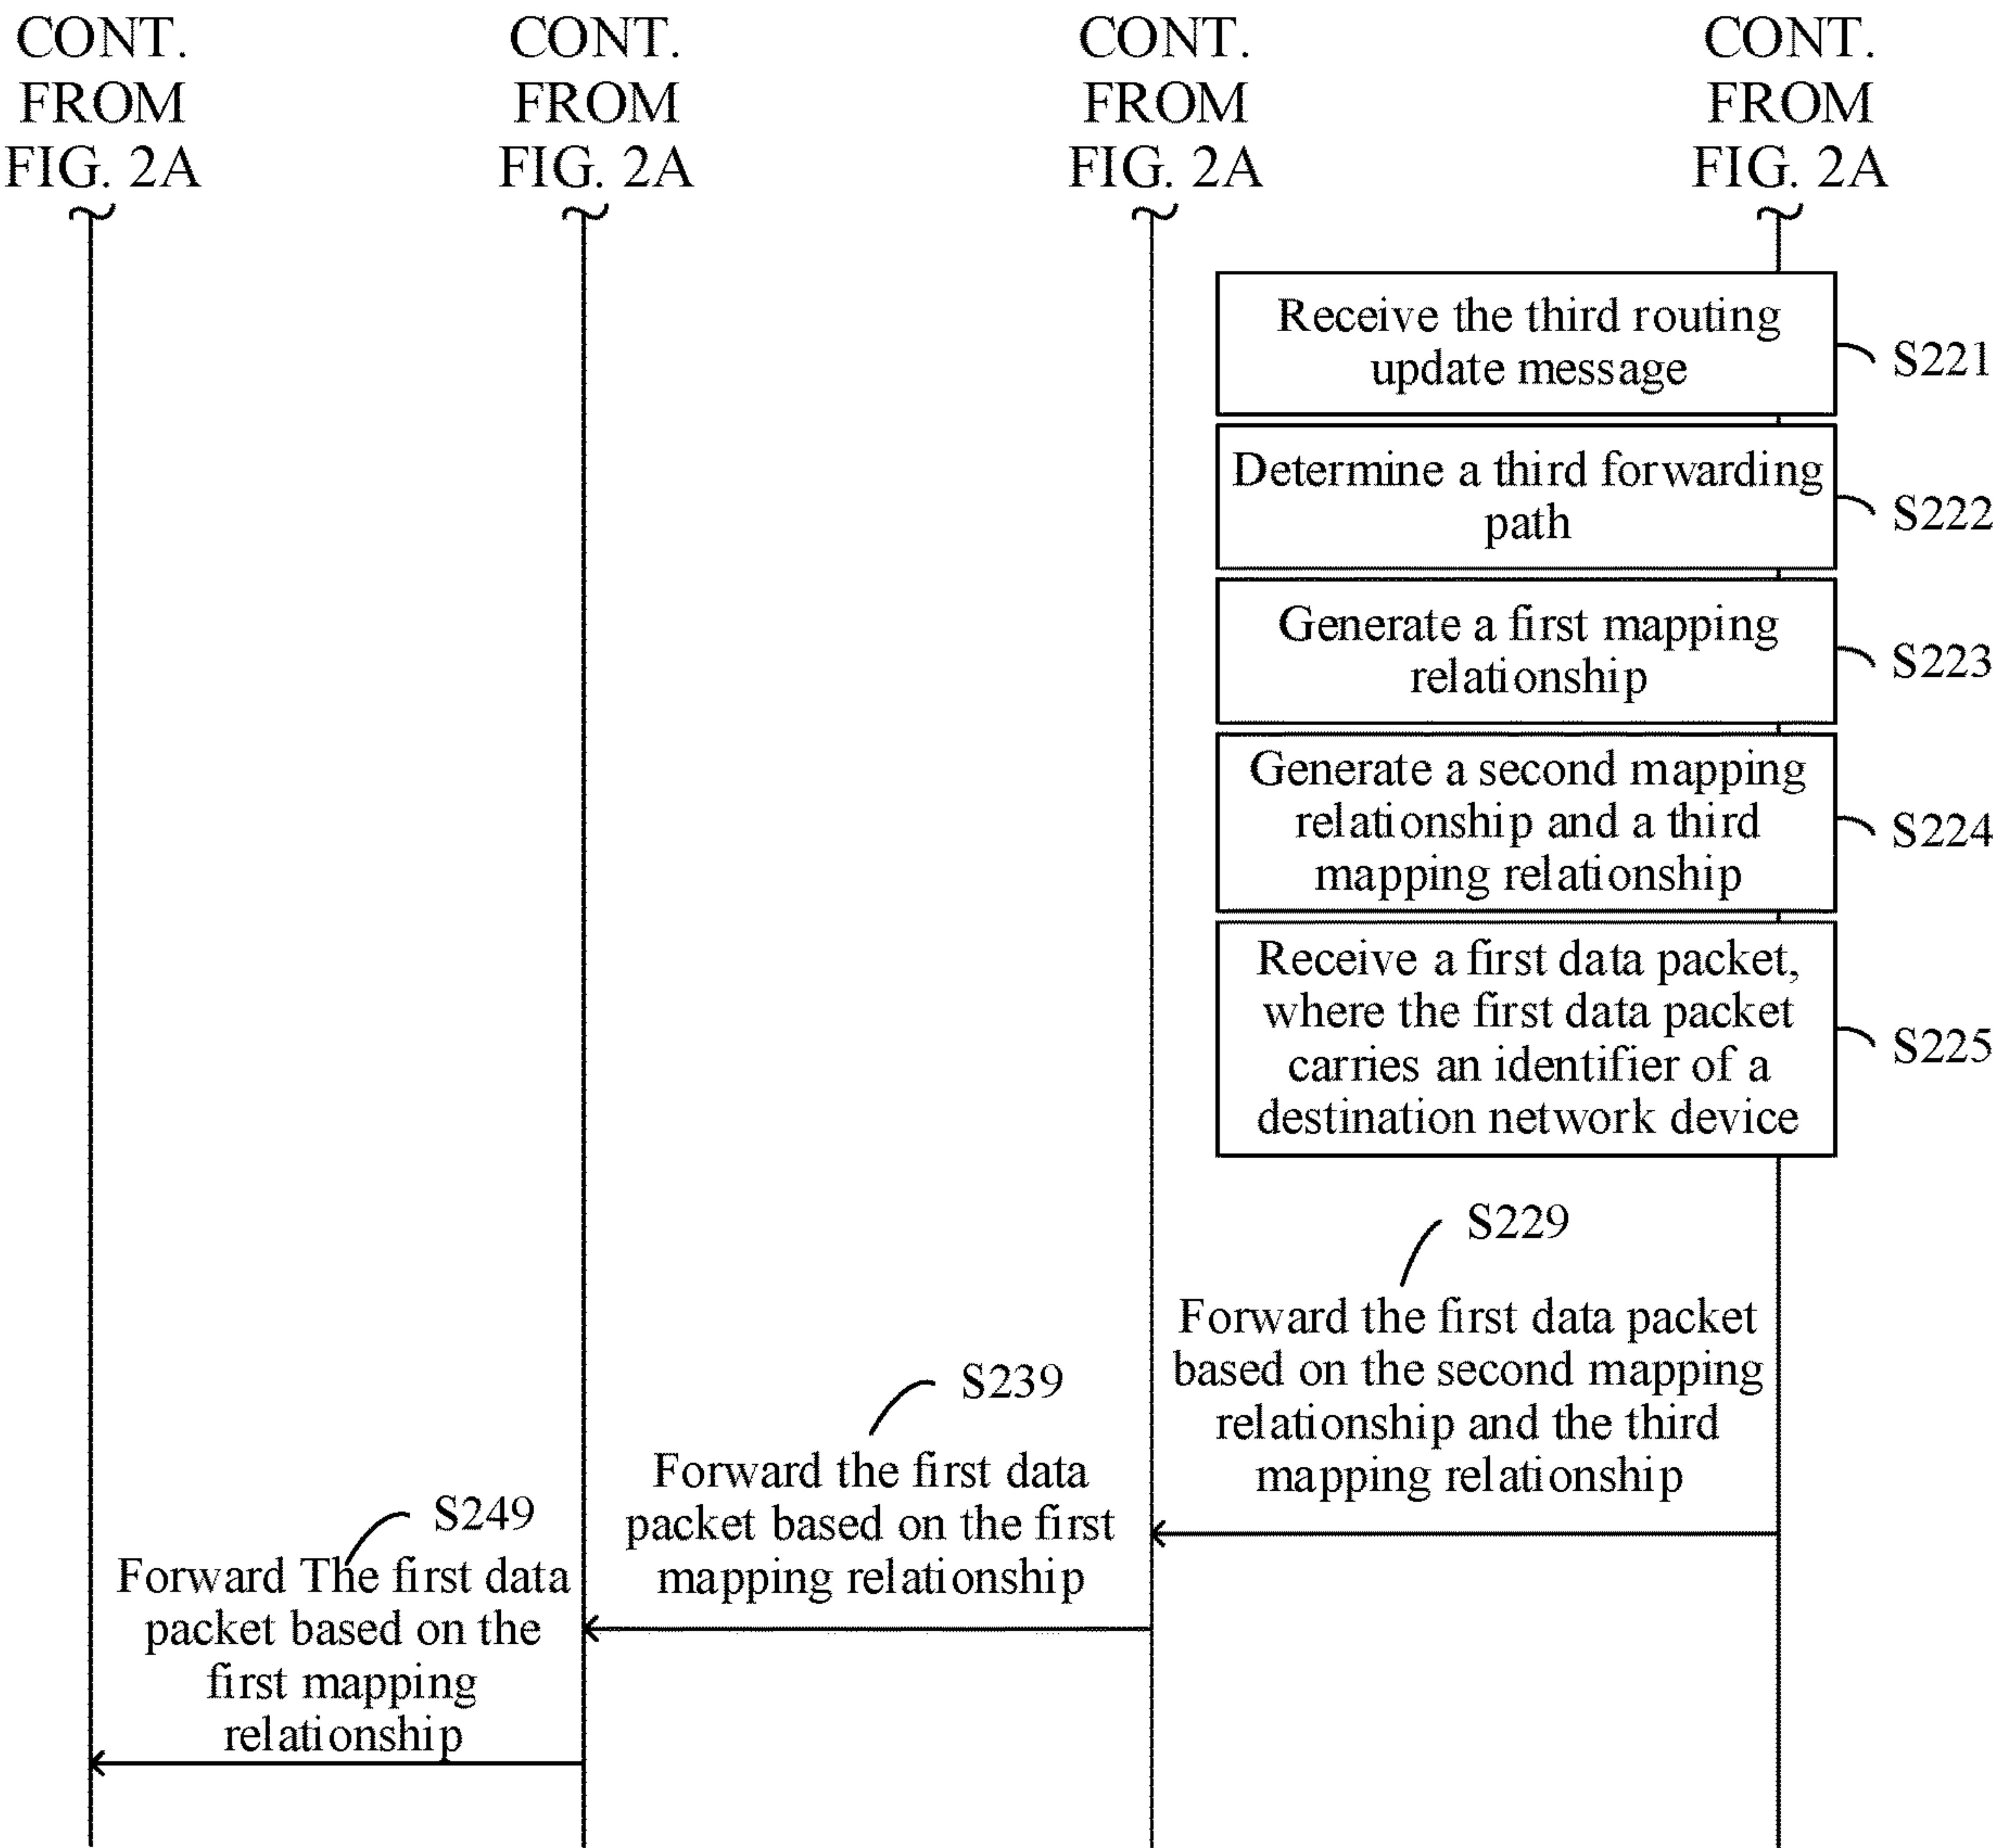 CONT.
FROM
FIG. 2A
CONT.
FROM
FIG. 2A
CONT.
FROM
FIG. 2A
CONT.
FROM
FIG. 2A
Receive the third routing
update message
S221
Determine a third forwarding
path
S222
Generate a first mapping
relationship
S223
Generate a second mapping
relationship and a third
mapping relationship
S224
Receive a first data packet,
where the first data packet
carries an identifier of a
destination network device
S225
S229
Forward the first data packet
based on the second mapping
relationship and the third
mapping relationship
S239
Forward the first data
packet based on the first
mapping relationship
S249
Forward The first data
packet based on the
first mapping
relationship